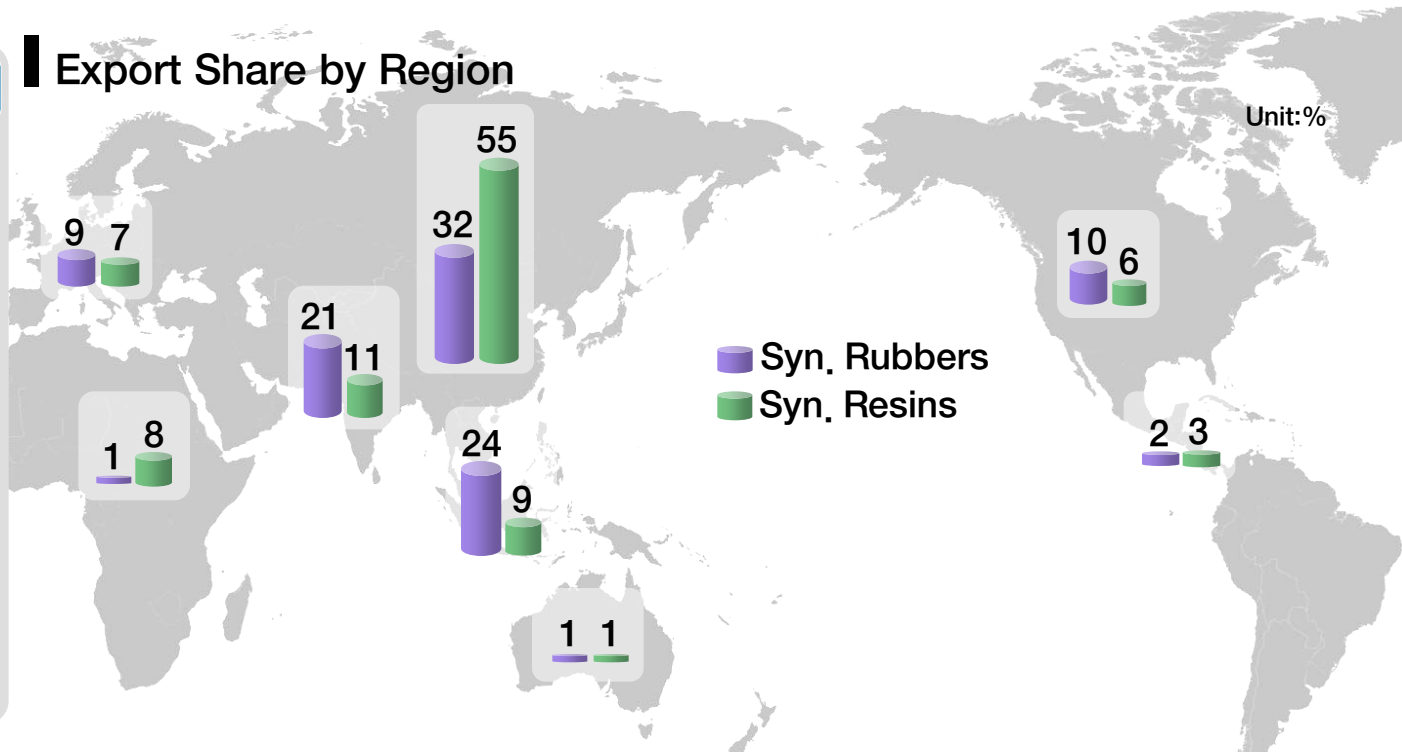 Export Share by Region
Unit:%
55
32
9 7
10 6
21
11
Syn. Rubbers
Syn. Resins
1 8
24
9
2 3
1 1